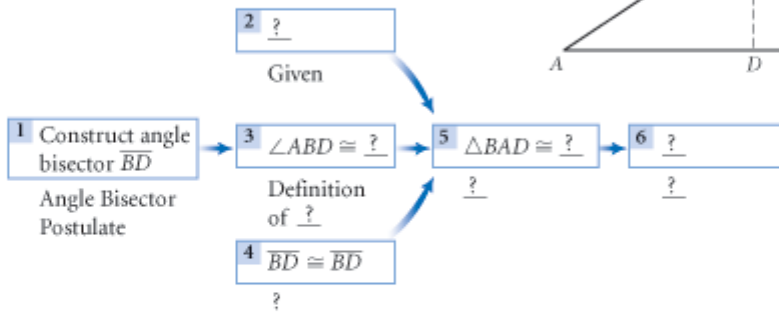 2 ?
Given
A D
1 Construct angle
bisector BD
Angle Bisector
Postulate
3 ∠ABD ≅ ?
Definition
of ?
4 BD ≅ BD
?
5 △BAD ≅ ?
?
6 ?
?